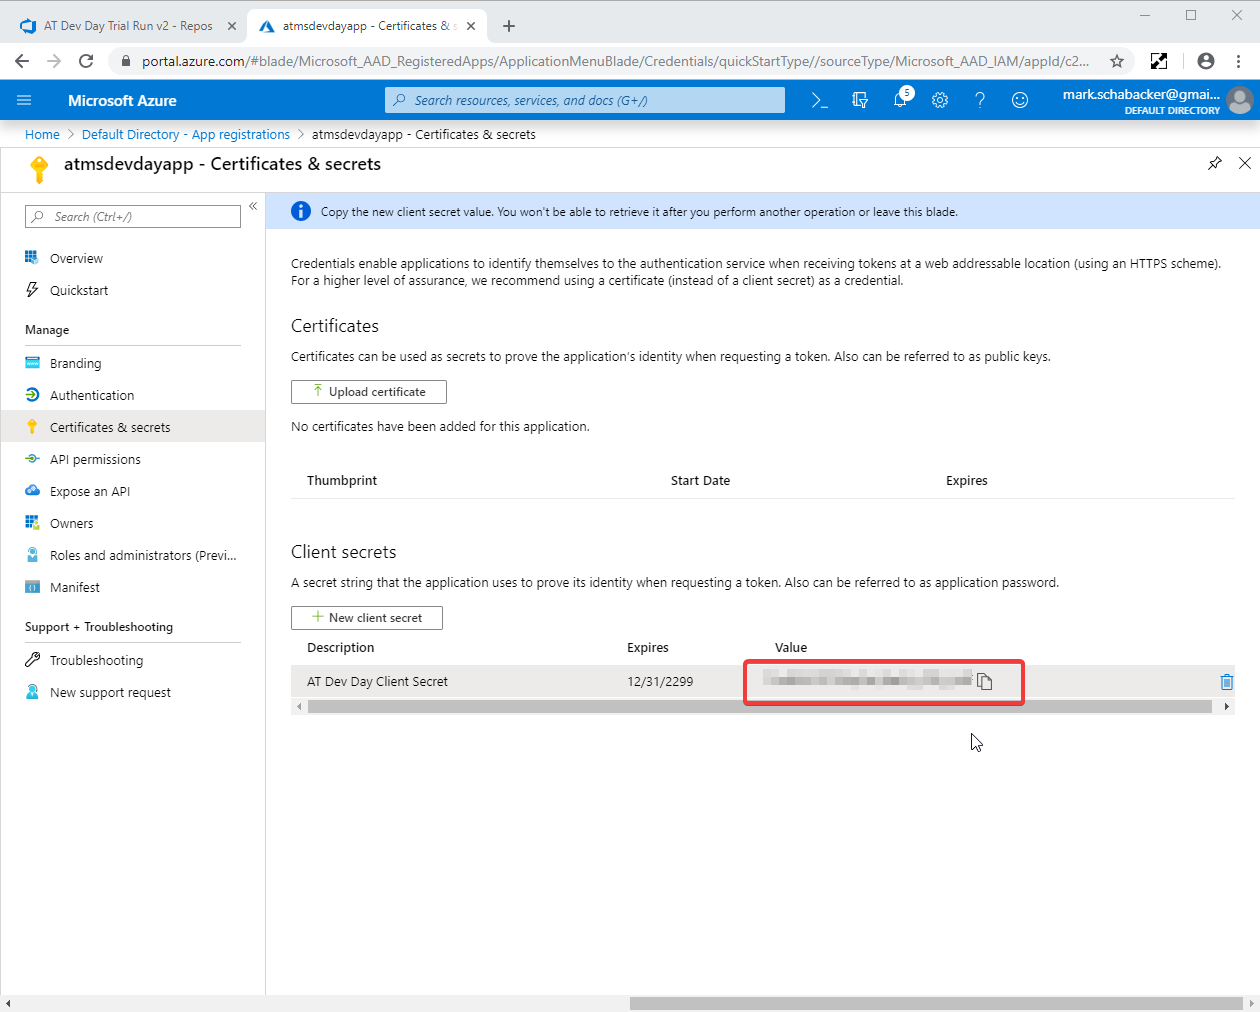 AT Dev Day Trial Run v2 - Repos
atmsdevdayapp - Certificates & s
portal.azure.com/#blade/Microsoft_AAD_RegisteredApps/ApplicationMenuBlade/Credentials/quickStartType//sourceType/Microsoft_AAD_IAM/appId/c2...
Microsoft Azure
Search resources, services, and docs (G+/)
5
mark.schabacker@gmai...
DEFAULT DIRECTORY
Home > Default Directory - App registrations > atmsdevdayapp - Certificates & secrets
atmsdevdayapp - Certificates & secrets
Search (Ctrl+/)
«
Overview
Quickstart
Manage
Branding
Authentication
Certificates & secrets
API permissions
Expose an API
Owners
Roles and administrators (Previ...
Manifest
Support + Troubleshooting
Troubleshooting
New support request
Copy the new client secret value. You won't be able to retrieve it after you perform another operation or leave this blade.
Credentials enable applications to identify themselves to the authentication service when receiving tokens at a web addressable location (using an HTTPS scheme).
For a higher level of assurance, we recommend using a certificate (instead of a client secret) as a credential.
Certificates
Certificates can be used as secrets to prove the application's identity when requesting a token. Also can be referred to as public keys.
Upload certificate
No certificates have been added for this application.
Thumbprint Start Date Expires
Client secrets
A secret string that the application uses to prove its identity when requesting a token. Also can be referred to as application password.
New client secret
Description Expires Value
AT Dev Day Client Secret 12/31/2299